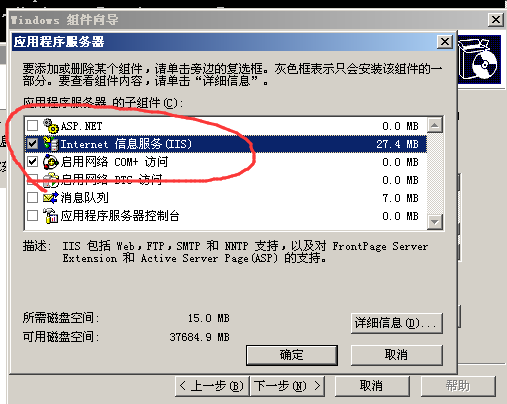 Windows 组件向导
应用程序服务器
要添加或删除某个组件，请单击旁边的复选框。灰色框表示只会安装该组件的一
部分。要查看组件内容，请单击“详细信息”。
应用程序服务器 的子组件(C):
ASP.NET 0.0 MB
Internet 信息服务(IIS) 27.4 MB
启用网络 COM+ 访问 0.0 MB
启用网络 DTC 访问 0.0 MB
消息队列 7.0 MB
应用程序服务器控制台 0.0 MB
描述: IIS 包括 Web，FTP，SMTP 和 NNTP 支持，以及对 FrontPage Server
Extension 和 Active Server Page(ASP) 的支持。
所需磁盘空间: 15.0 MB
详细信息(D)...
可用磁盘空间: 37684.9 MB
确定 取消
< 上一步(B) 下一步(N) > 取消 帮助